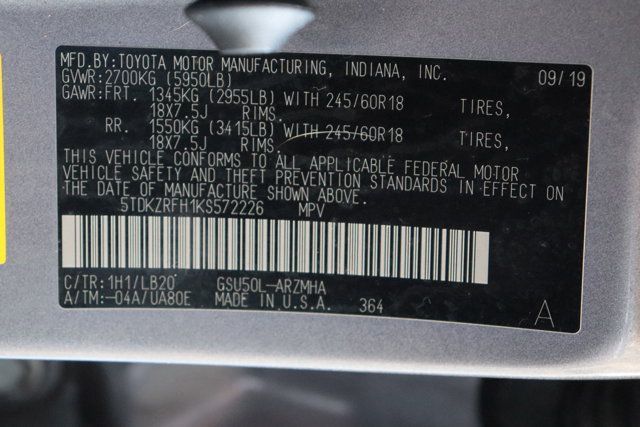 MFD.BY:TOYOTA MOTOR MANUFACTURING, INDIANA, INC. 09/19
GVWR:2700KG (5950LB)
GAWR:FRT. 1345KG (2955LB) WITH 245/60R18 TIRES,
18X7.5J RIMS.
RR. 1550KG (3415LB) WITH 245/60R18 TIRES,
18X7.5J RIMS.
THIS VEHICLE CONFORMS TO ALL APPLICABLE FEDERAL MOTOR
VEHICLE SAFETY AND THEFT PREVENTION STANDARDS IN EFFECT ON
THE DATE OF MANUFACTURE SHOWN ABOVE.
5TDKZRFH1KS572226 MPV
C/TR:1H1/LB20 GSU50L-ARZMHA
A/TM:-04A/UA80E MADE IN U.S.A. 364 A